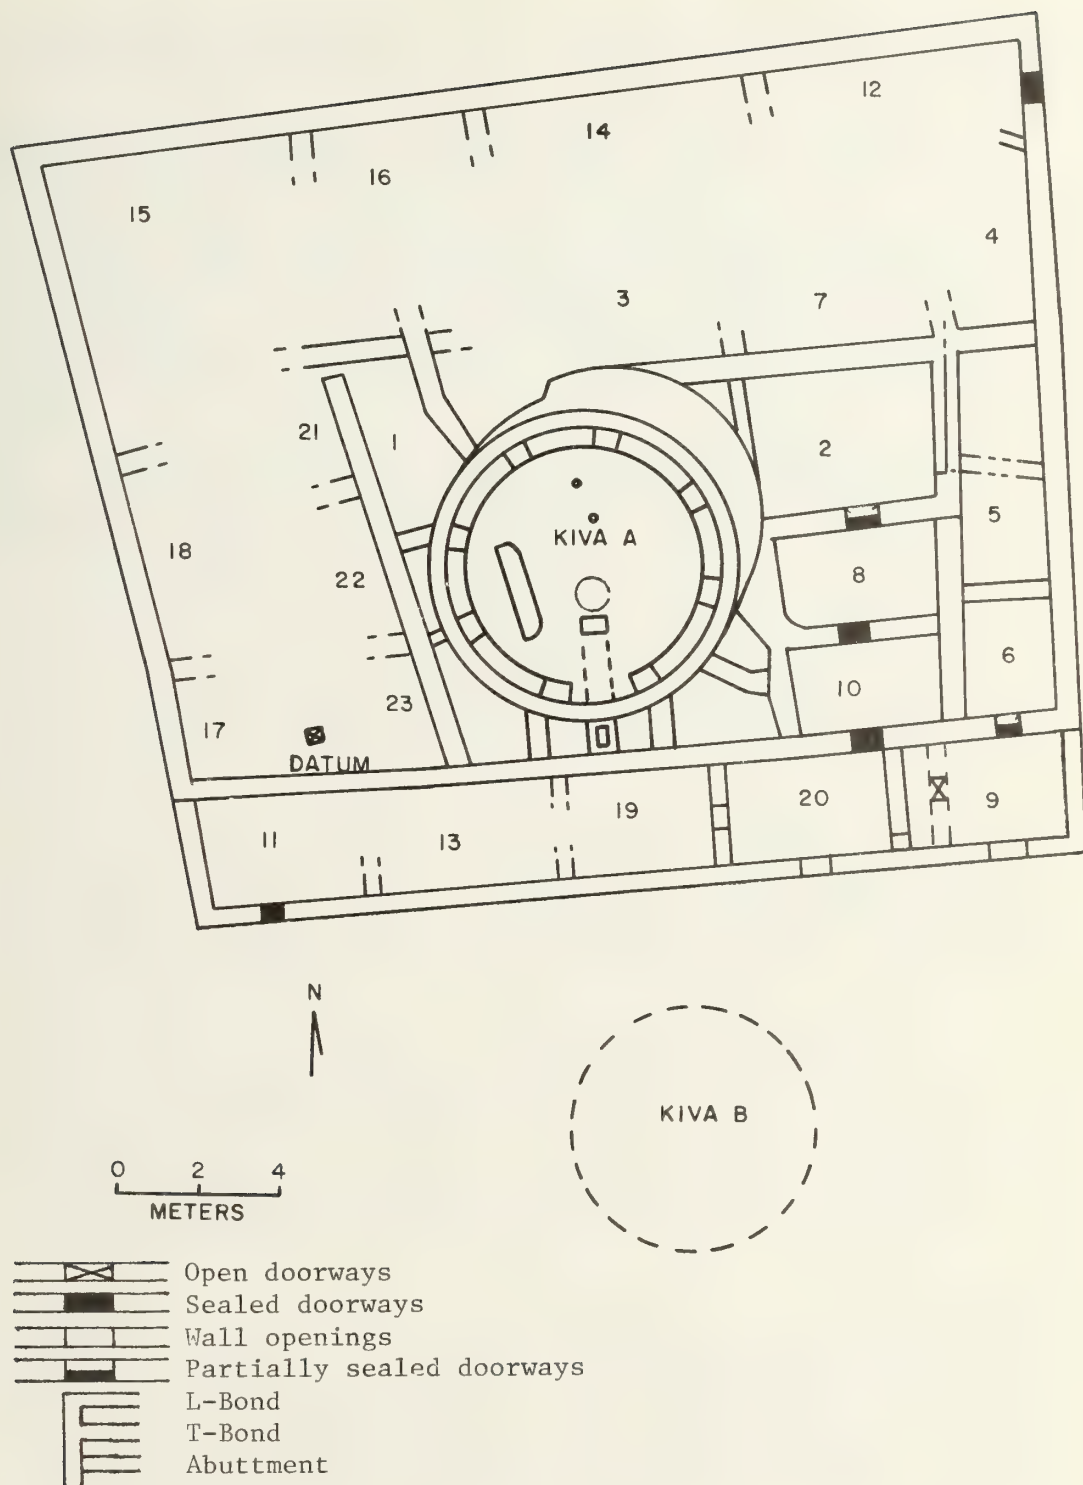 12
14
16
15
4
3
7
21
1
2
KIVA A
5
18
22
8
6
10
23
17
DATUM
20
9
19
11
13
N
KIVA B
0 2 4
METERS
Open doorways
Sealed doorways
Wall openings
Partially sealed doorways
L-Bond
T-Bond
Abuttment